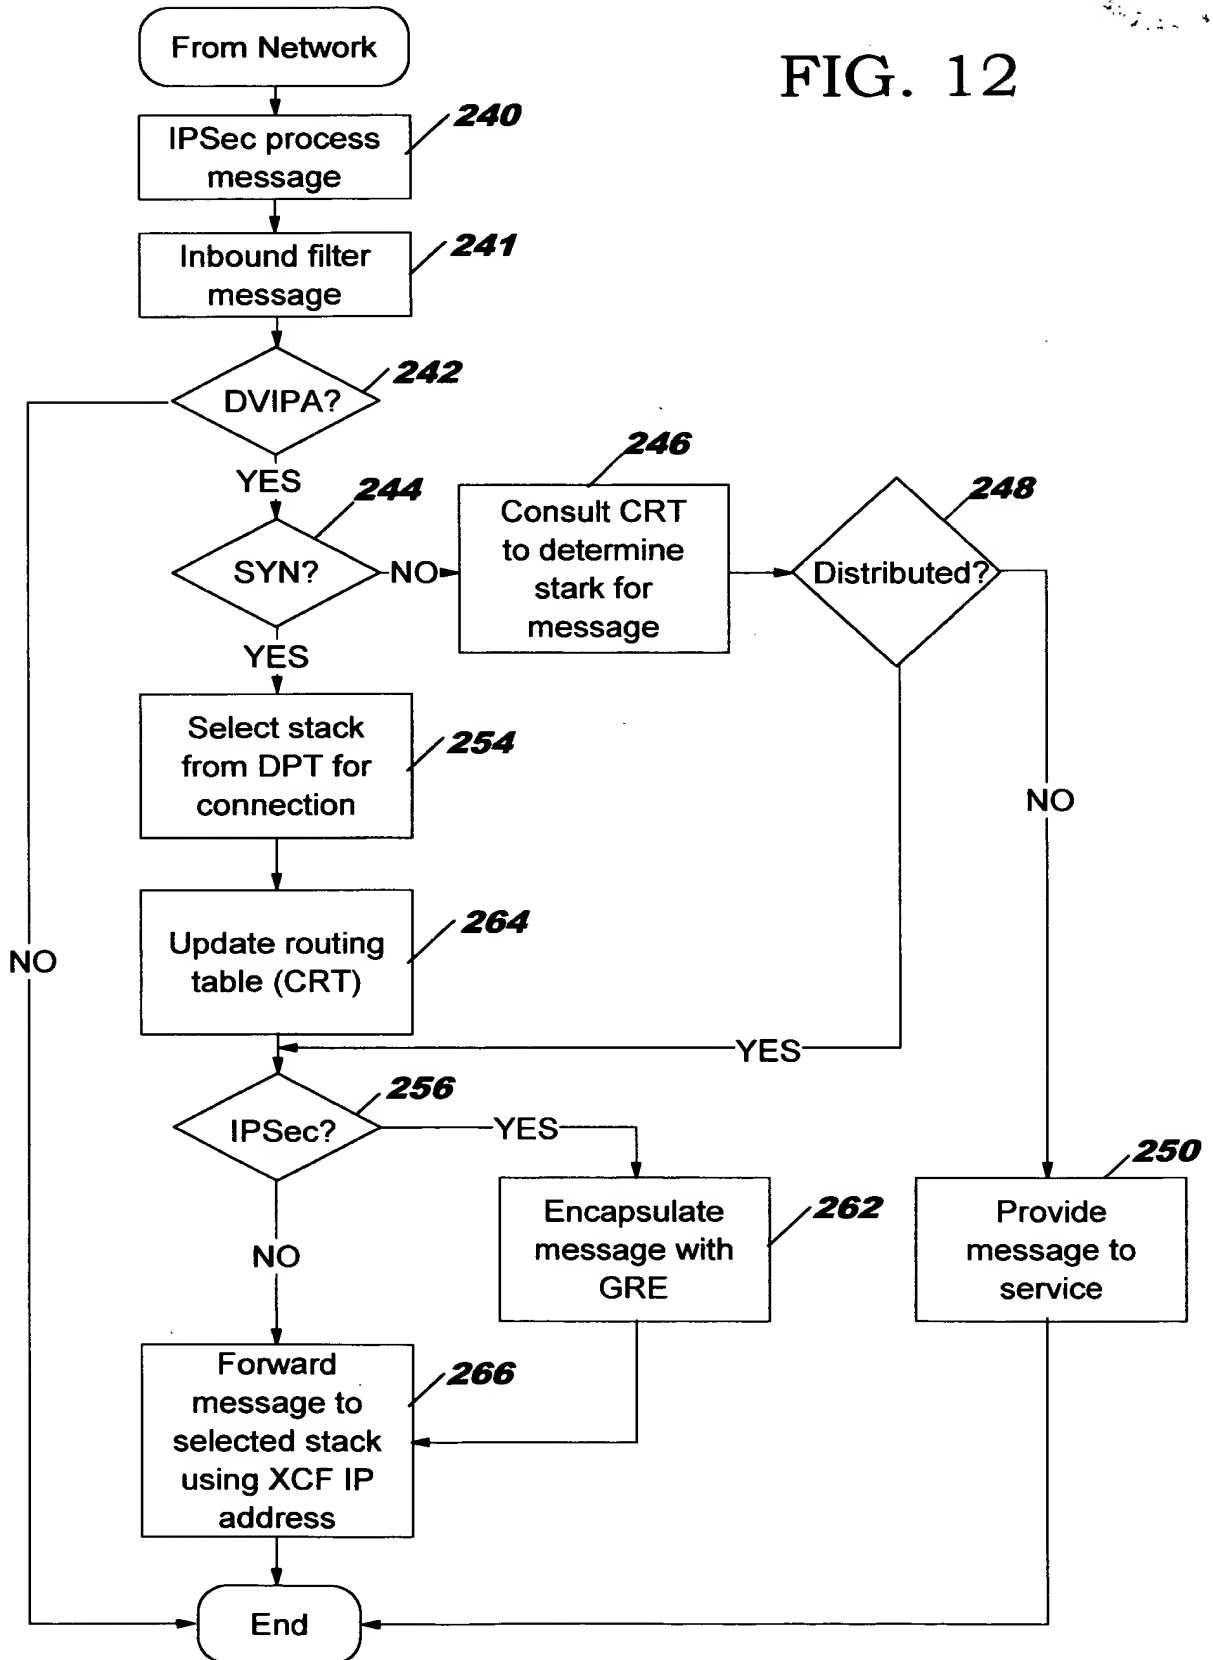 From Network
FIG. 12
240
IPSec process
message
241
Inbound filter
message
242
DVIPA?
YES
244
SYN?
NO
246
Consult CRT
to determine
stark for
message
248
Distributed?
YES
254
Select stack
from DPT for
connection
NO
264
Update routing
table (CRT)
NO
YES
256
IPSec?
YES
250
Provide
message to
service
262
Encapsulate
message with
GRE
NO
266
Forward
message to
selected stack
using XCF IP
address
End